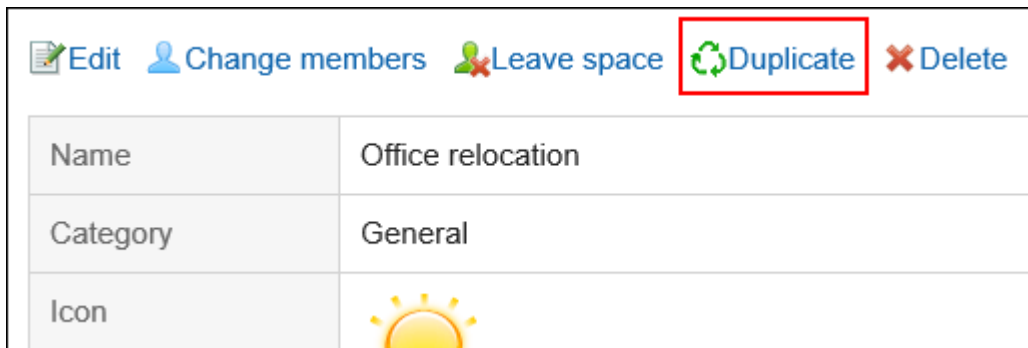 Edit Change members Leave space Duplicate Delete
Name Office relocation
Category General
Icon